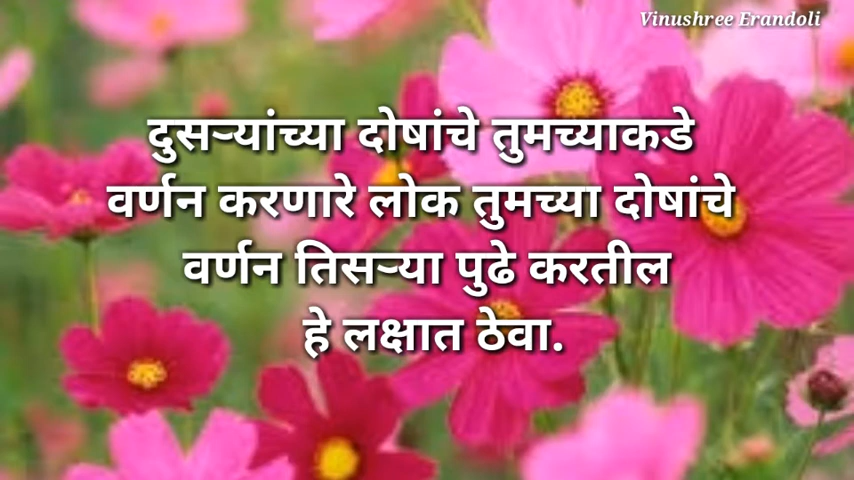 Vinushree Erandoli
दुसऱ्यांच्या दोषांचे तुमच्याकडे
वर्णन करणारे लोक तुमच्या दोषांचे
वर्णन तिसऱ्या पुढे करतील
हे लक्षात ठेवा.